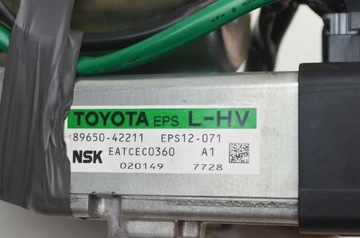 TOYOTA EPS L-HV
89650-42211 EPS12-071
NSK EATCEC0360 A1
020149 7728